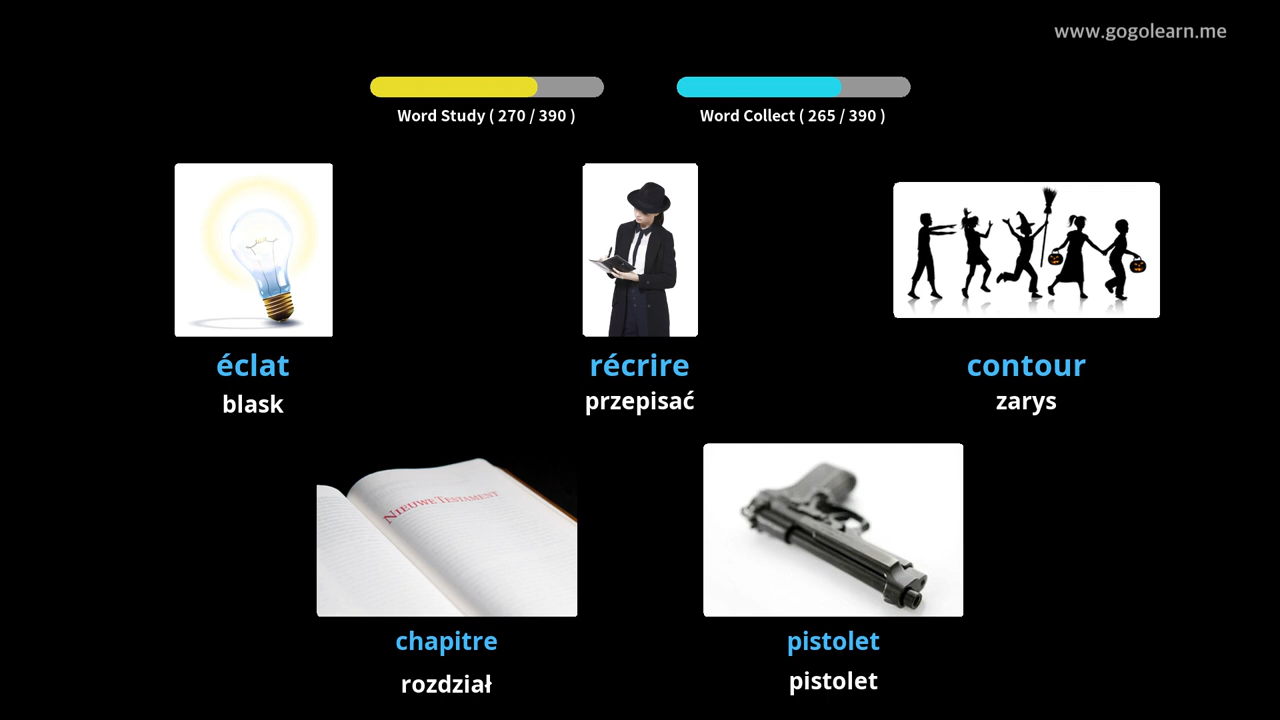 www.gogolearn.me
Word Study ( 270 / 390 )
Word Collect ( 265 / 390 )
éclat
blask
récrire
przepisać
contour
zarys
NIEUWE TESTAMENT
chapitre
rozdział
pistolet
pistolet